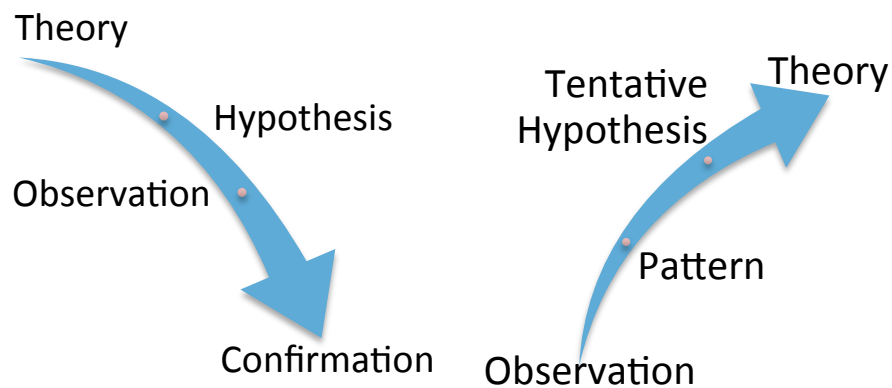 Theory
Hypothesis
Observation
Confirmation
Theory
Tentative
Hypothesis
Pattern
Observation